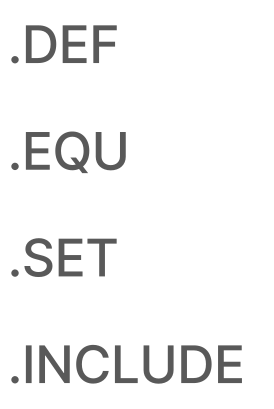 .DEF
.EQU
.SET
.INCLUDE